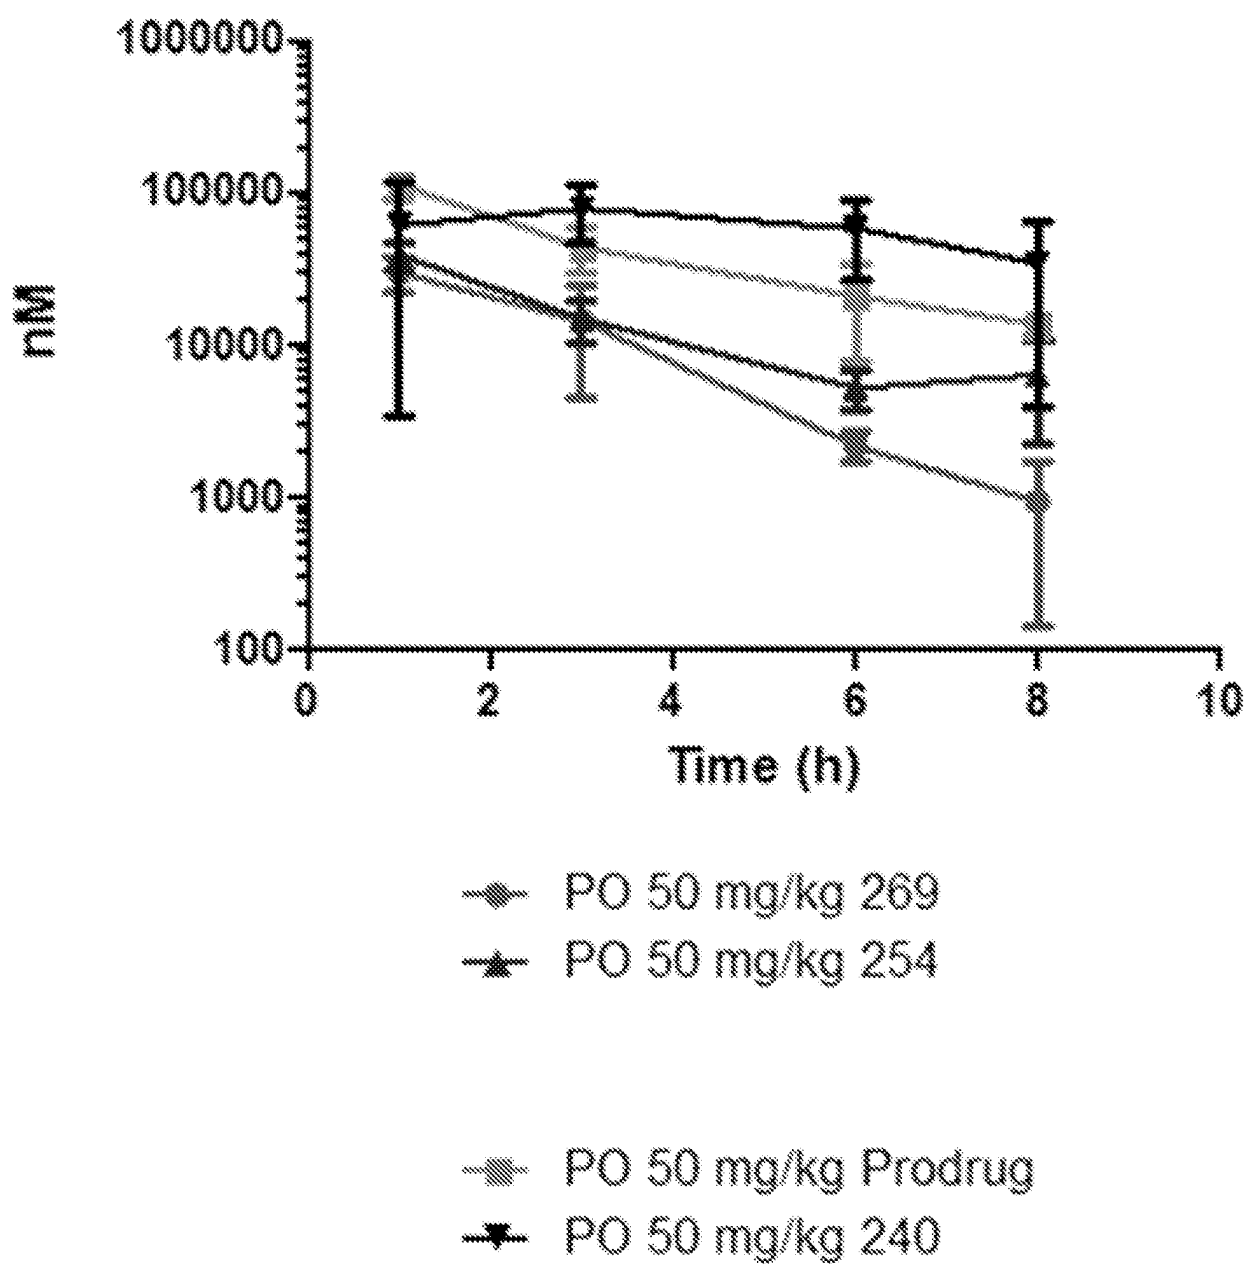 1000000
100000
10000
1000
100
nM
0 2 4 6 8 10
Time (h)
PO 50 mg/kg 269
PO 50 mg/kg 254
PO 50 mg/kg Prodrug
PO 50 mg/kg 240